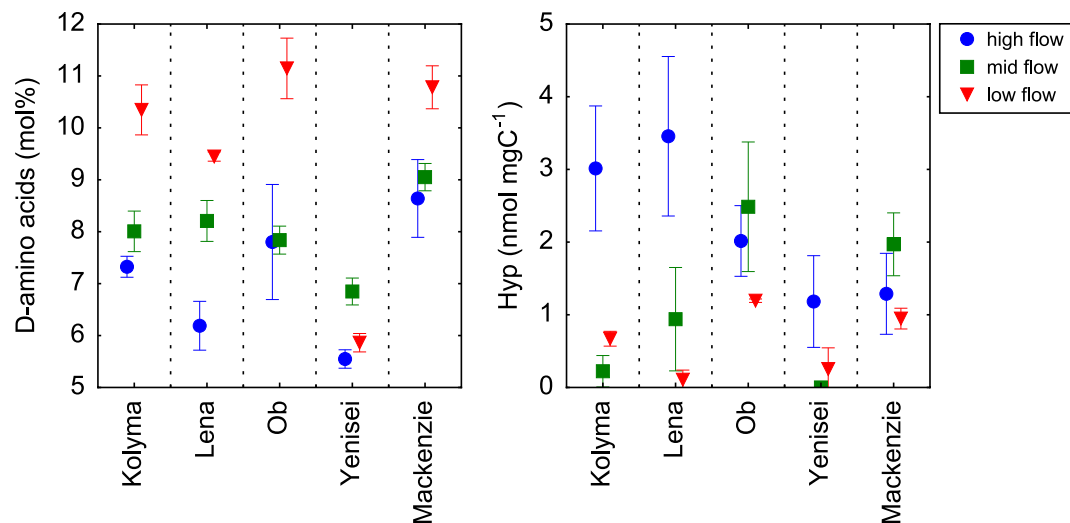 D-amino acids (mol%)
12
11
10
9
8
7
6
5
Kolyma
Lena
Ob
Yenisei
Mackenzie
Hyp (nmol mgC⁻¹)
5
4
3
2
1
0
Kolyma
Lena
Ob
Yenisei
Mackenzie
high flow
mid flow
low flow